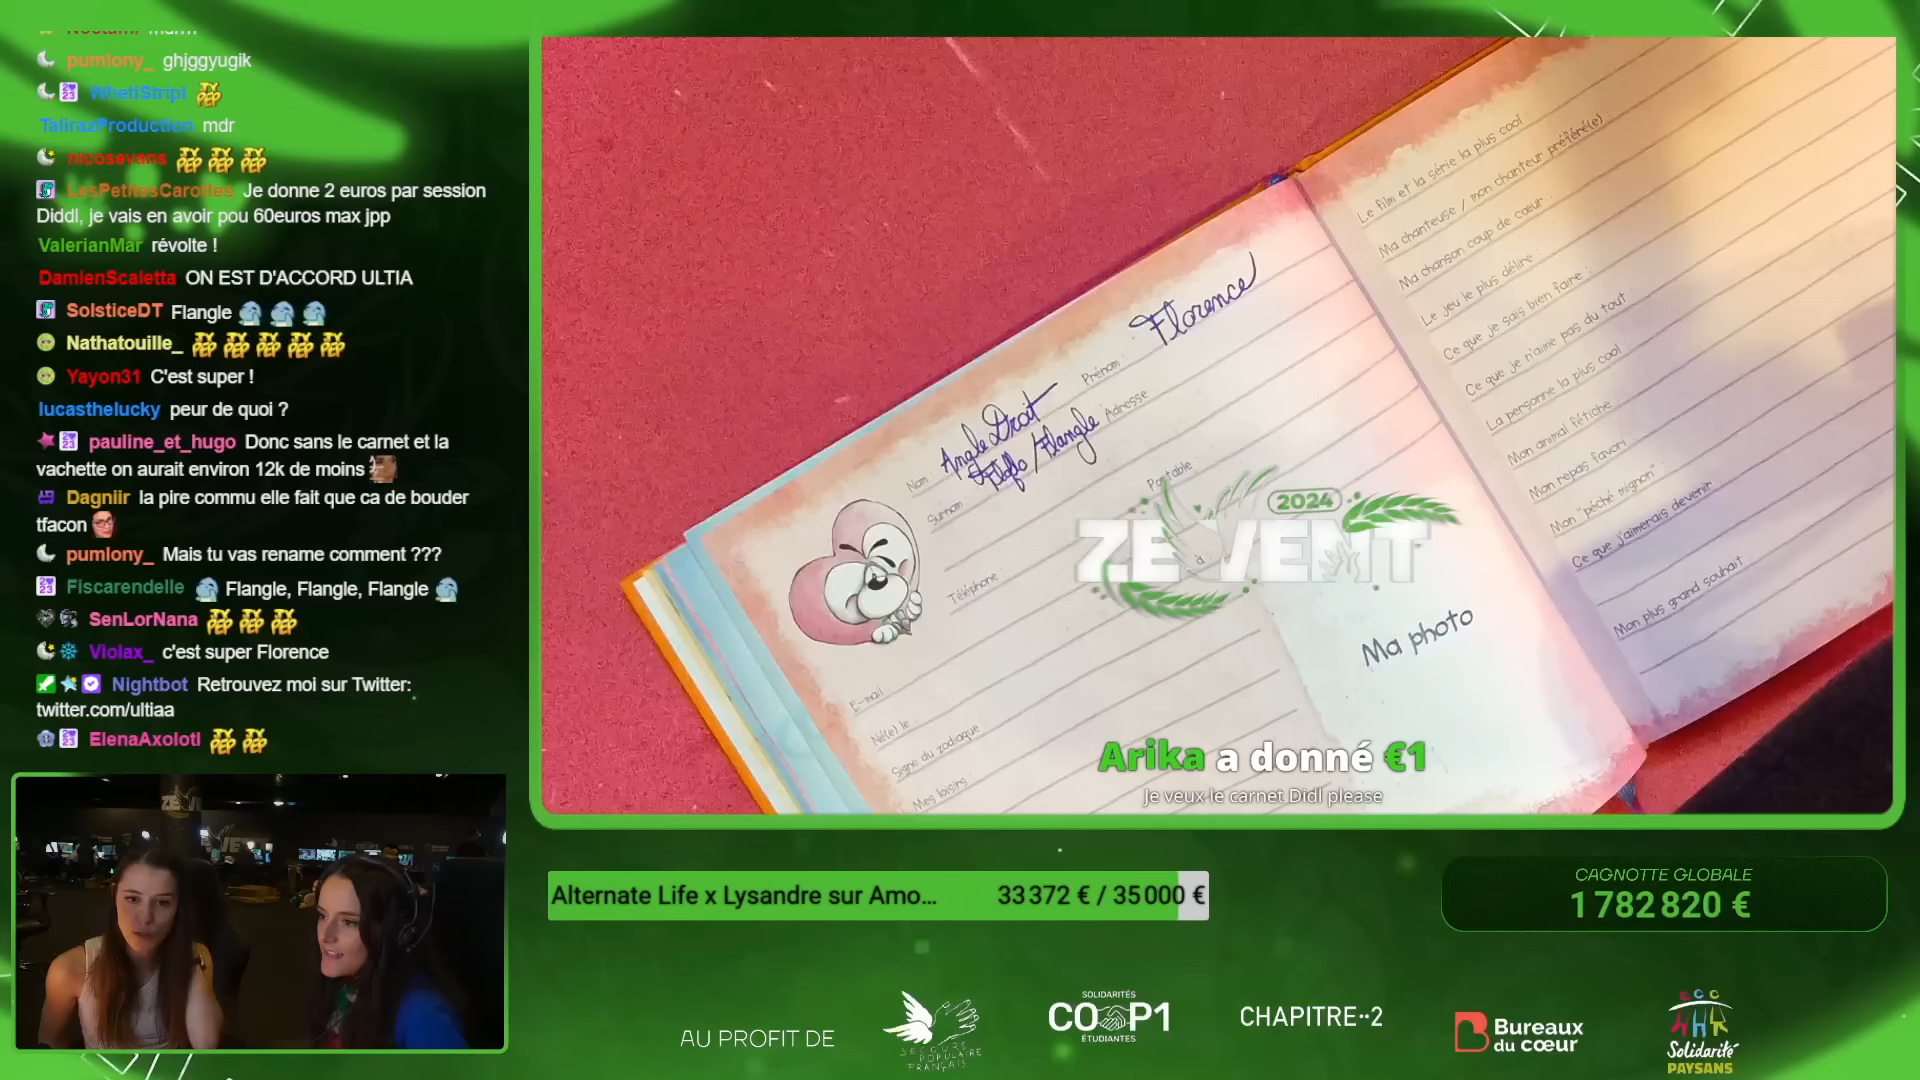 pumlony_ ghjggyugik
WhetiStripi
TalirazProduction mdr
nicosevans
LesPetitesCarottes Je donne 2 euros par session
Diddl, je vais en avoir pou 60euros max jpp
ValerianMar révolte !
DamienScaletta ON EST D'ACCORD ULTIA
SolsticeDT Flangle
Nathatouille_
Yayon31 C'est super !
lucasthelucky peur de quoi ?
pauline_et_hugo Donc sans le carnet et la
vachette on aurait environ 12k de moins
Dagniir la pire commu elle fait que ca de bouder
tfacon
pumlony_ Mais tu vas rename comment ???
Fiscarendelle Flangle, Flangle, Flangle
SenLorNana
Violax_ c'est super Florence
Nightbot Retrouvez moi sur Twitter:
twitter.com/ultiaa
ElenaAxolotl
Nom : Angle Droit Prénom : Florence
Surnom : Floflo / Flangle Adresse
Téléphone Portable
E-mail
Né(e) le
Signe du zodiaque
Mes loisirs
Ma photo
Le film et la série la plus cool :
Ma chanteuse / mon chanteur préféré(e)
Ma chanson coup de cœur :
Le jeu le plus délire :
Ce que je sais bien faire :
Ce que je n'aime pas du tout
La personne la plus cool :
Mon animal fétiche
Mon repas favori
Mon "péché mignon"
Ce que j'aimerais devenir
Mon plus grand souhait
ZEVENT 2024
Arika a donné €1
Je veux le carnet Didl please
Alternate Life x Lysandre sur Amo... 33 372 € / 35 000 €
CAGNOTTE GLOBALE
1 782 820 €
AU PROFIT DE
SECOURS
POPULAIRE
FRANÇAIS
SOLIDARITÉS
COP1
ÉTUDIANTES
CHAPITRE··2
Bureaux
du cœur
Solidarité
PAYSANS